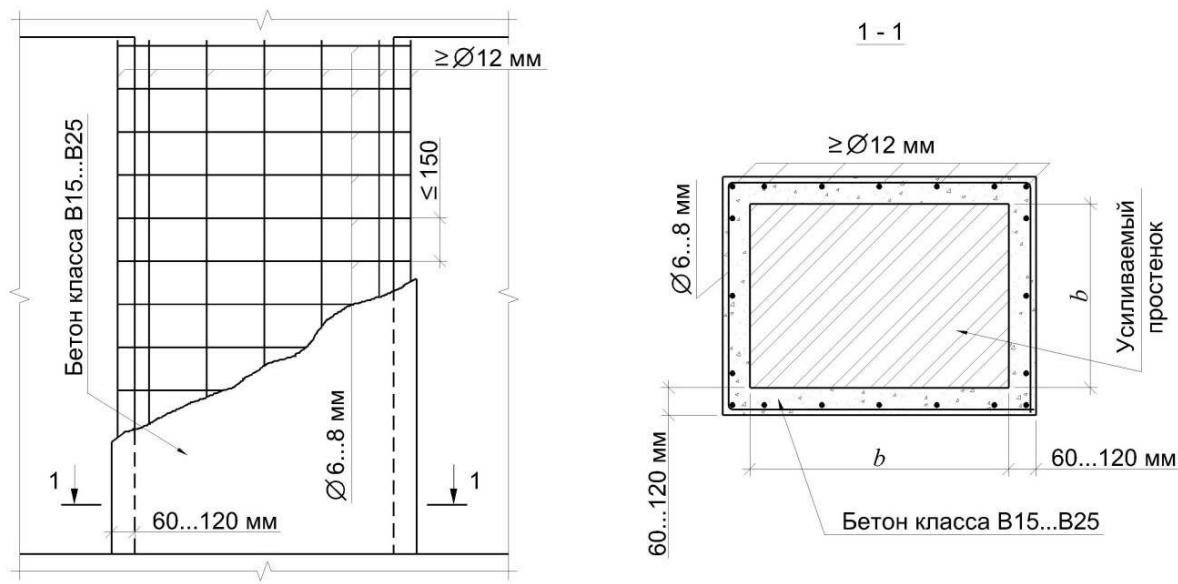 ≥Ø12 мм
Бетон класса В15...В25
≤ 150
Ø6...8 мм
1
1
60...120 мм
1 - 1
≥Ø12 мм
Ø6...8 мм
b
Усиливаемый
простенок
60...120 мм
b
60...120 мм
Бетон класса В15...В25